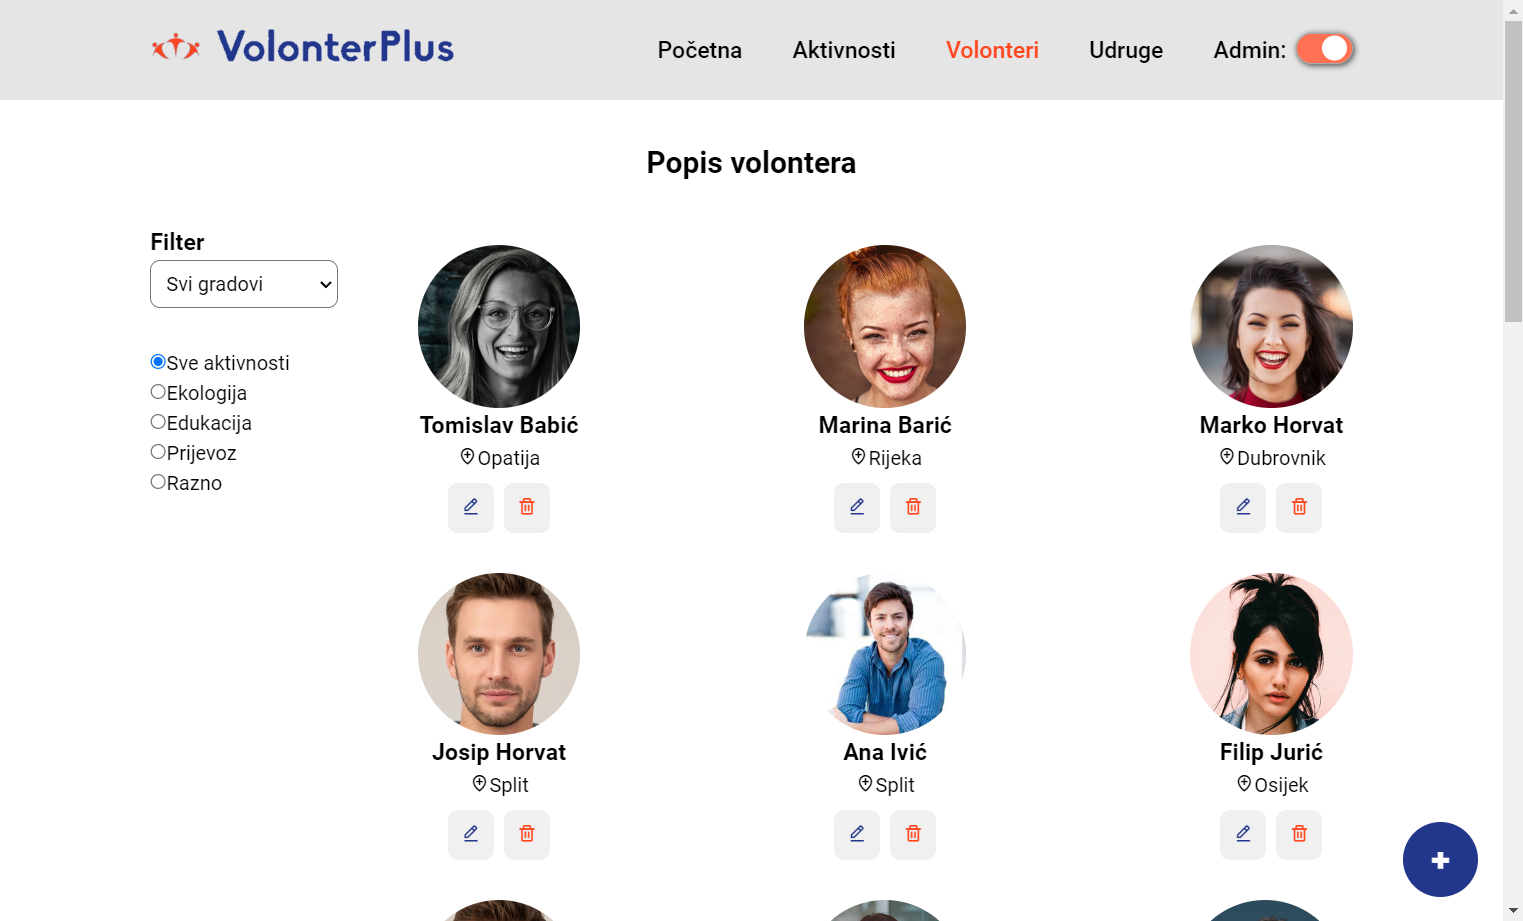 VolonterPlus
Početna Aktivnosti Volonteri Udruge Admin:
Popis volontera
Filter
Svi gradovi
Sve aktivnosti
Ekologija
Edukacija
Prijevoz
Razno
Tomislav Babić
Opatija
Marina Barić
Rijeka
Marko Horvat
Dubrovnik
Josip Horvat
Split
Ana Ivić
Split
Filip Jurić
Osijek